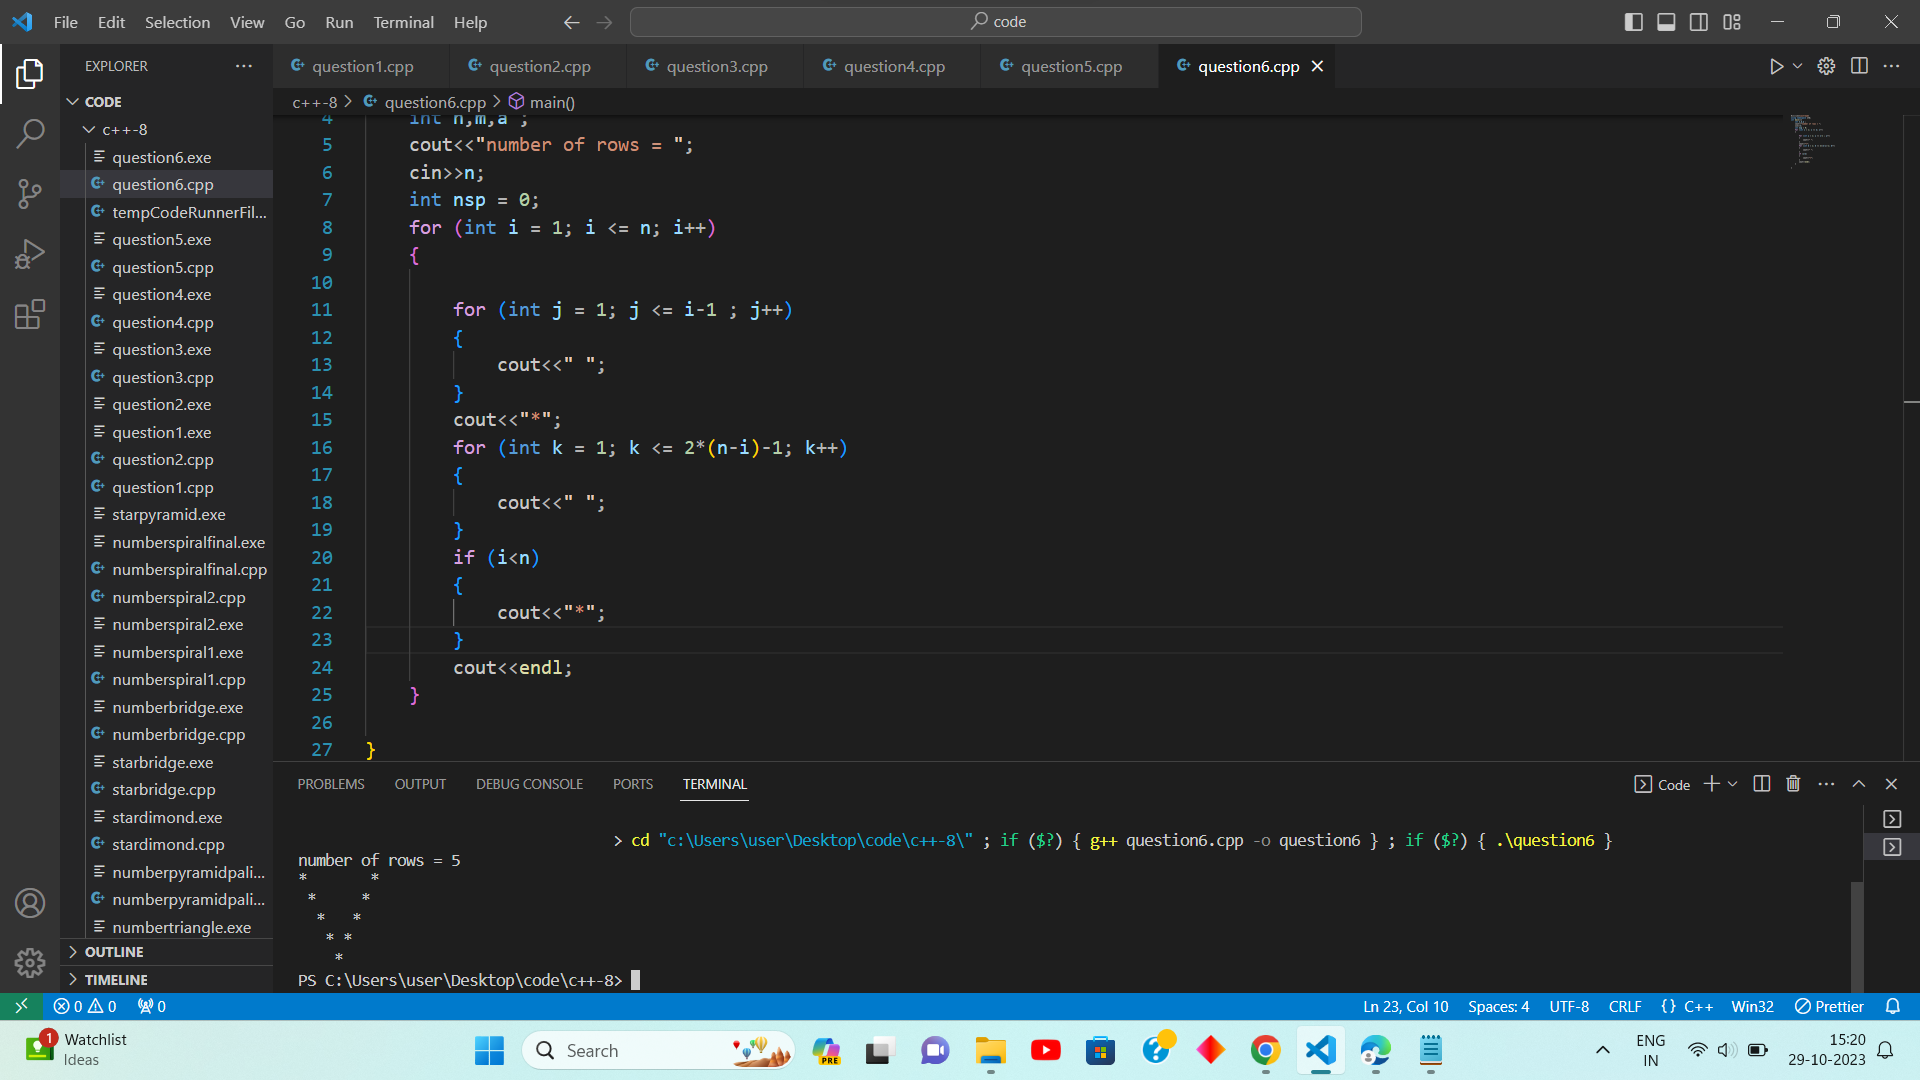 File Edit Selection View Go Run Terminal Help
code
EXPLORER
question1.cpp
question2.cpp
question3.cpp
question4.cpp
question5.cpp
question6.cpp
CODE
c++-8
question6.exe
question6.cpp
tempCodeRunnerFil...
question5.exe
question5.cpp
question4.exe
question4.cpp
question3.exe
question3.cpp
question2.exe
question1.exe
question2.cpp
question1.cpp
starpyramid.exe
numberspiralfinal.exe
numberspiralfinal.cpp
numberspiral2.cpp
numberspiral2.exe
numberspiral1.exe
numberspiral1.cpp
numberbridge.exe
numberbridge.cpp
starbridge.exe
starbridge.cpp
stardimond.exe
stardimond.cpp
numberpyramidpali...
numberpyramidpali...
numbertriangle.exe
OUTLINE
TIMELINE
c++-8 > question6.cpp > main()
4 int n,m,a ;
5 cout<<"number of rows = ";
6 cin>>n;
7 int nsp = 0;
8 for (int i = 1; i <= n; i++)
9 {
10
11 for (int j = 1; j <= i-1 ; j++)
12 {
13 cout<<" ";
14 }
15 cout<<"*";
16 for (int k = 1; k <= 2*(n-i)-1; k++)
17 {
18 cout<<" ";
19 }
20 if (i<n)
21 {
22 cout<<"*";
23 }
24 cout<<endl;
25 }
26
27 }
PROBLEMS OUTPUT DEBUG CONSOLE PORTS TERMINAL
Code
> cd "c:\Users\user\Desktop\code\c++-8\" ; if ($?) { g++ question6.cpp -o question6 } ; if ($?) { .\question6 }
number of rows = 5
*       *
 *     *
  *   *
   * *
    *
PS C:\Users\user\Desktop\code\c++-8>
0 0 0
Ln 23, Col 10 Spaces: 4 UTF-8 CRLF {} C++ Win32 Prettier
1
Watchlist
Ideas
Search
PRE
ENG
IN
15:20
29-10-2023